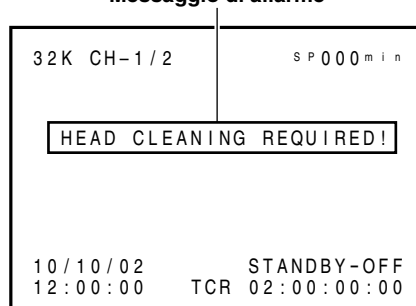 Messaggio di allarme
32K CH-1/2 SP000min
HEAD CLEANING REQUIRED!
10/10/02 STANDBY-OFF
12:00:00 TCR 02:00:00:00